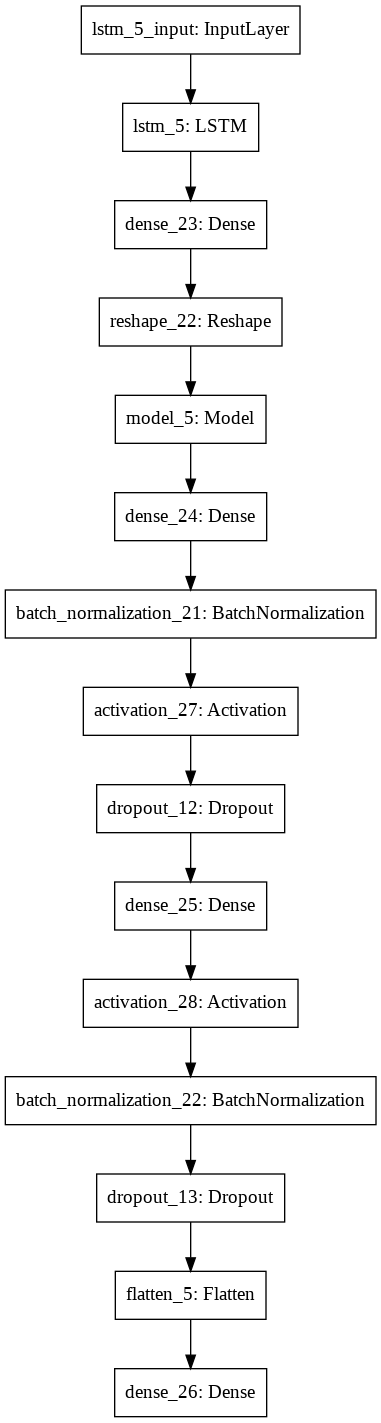 lstm_5_input: InputLayer
lstm_5: LSTM
dense_23: Dense
reshape_22: Reshape
model_5: Model
dense_24: Dense
batch_normalization_21: BatchNormalization
activation_27: Activation
dropout_12: Dropout
dense_25: Dense
activation_28: Activation
batch_normalization_22: BatchNormalization
dropout_13: Dropout
flatten_5: Flatten
dense_26: Dense